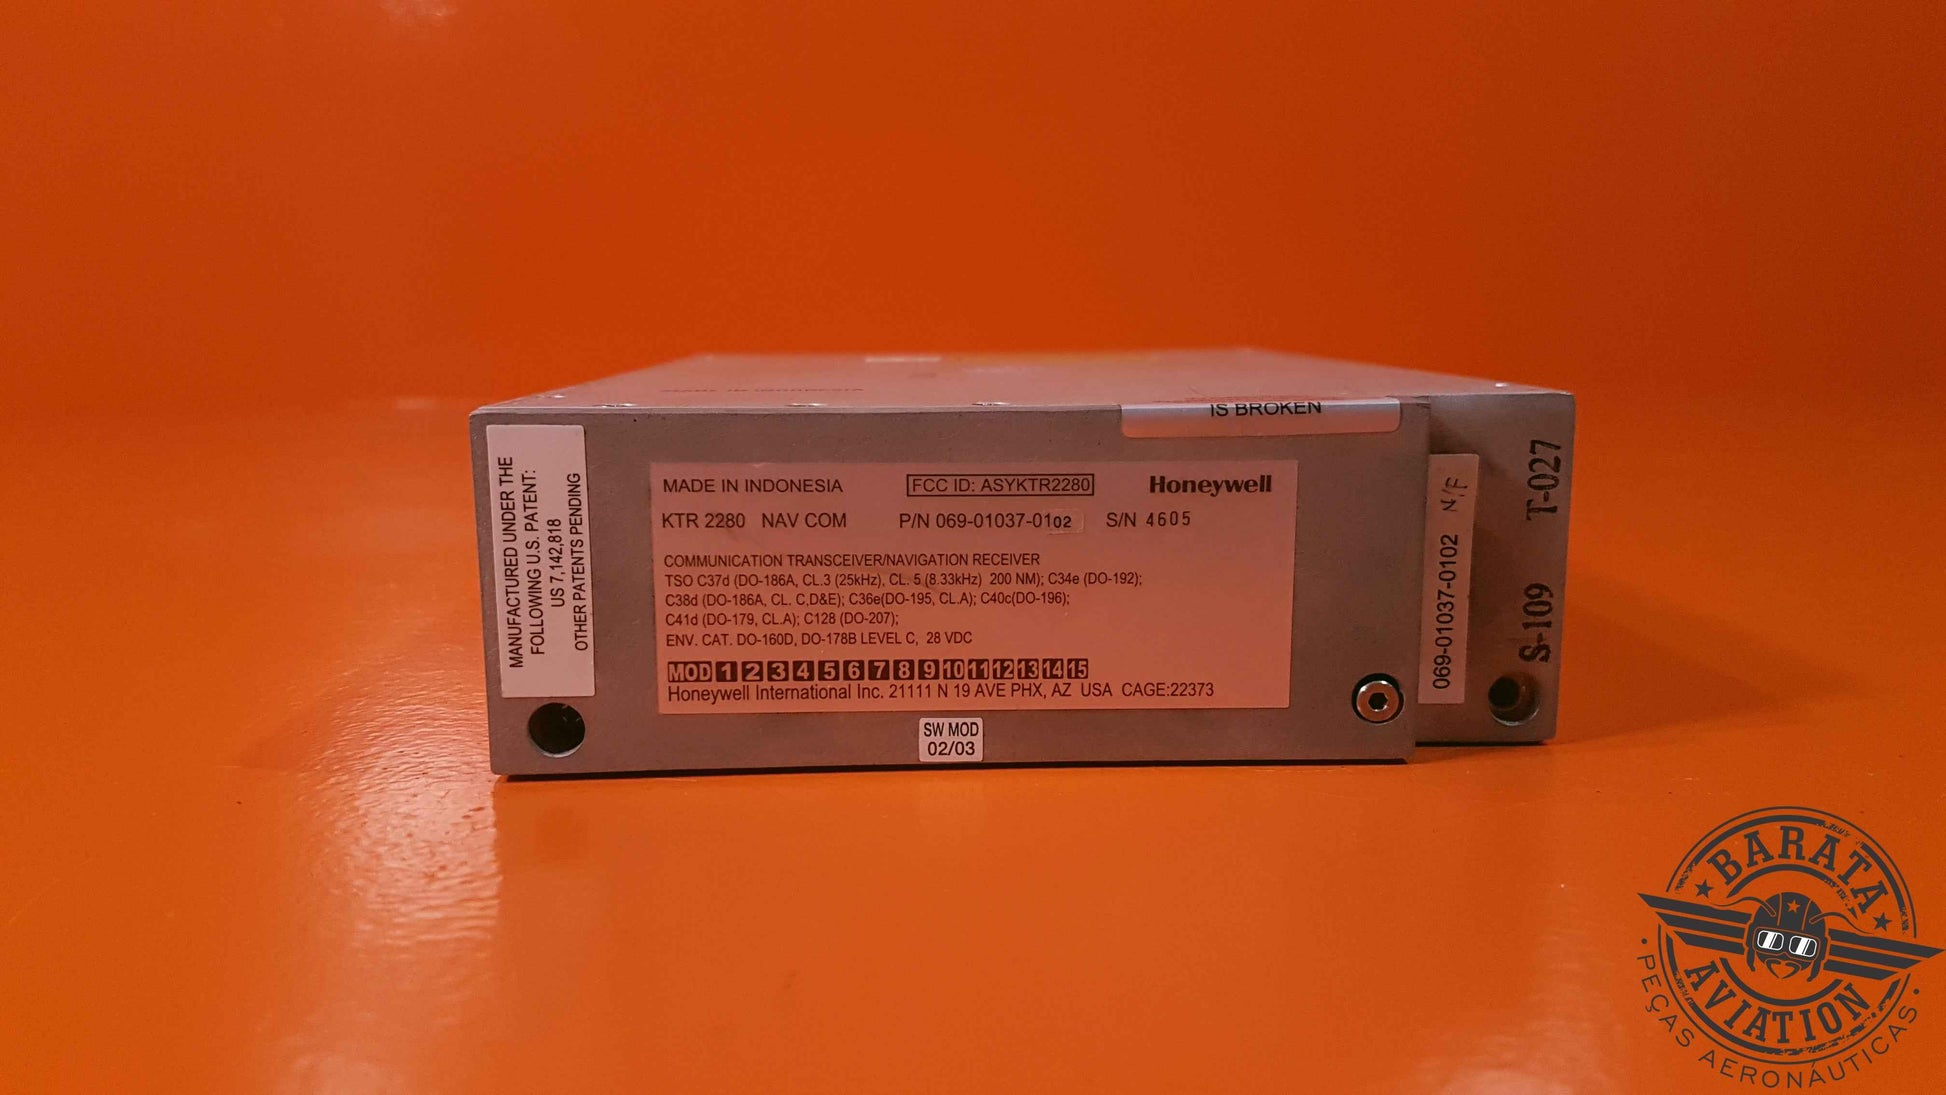 MADE IN INDONESIA
IS BROKEN
MANUFACTURED UNDER THE
FOLLOWING U.S. PATENT:
US 7,142,818
OTHER PATENTS PENDING
MADE IN INDONESIA FCC ID: ASYKTR2280 Honeywell
KTR 2280 NAV COM P/N 069-01037-0102 S/N 4605
COMMUNICATION TRANSCEIVER/NAVIGATION RECEIVER
TSO C37d (DO-186A, CL.3 (25kHz), CL. 5 (8.33kHz) 200 NM); C34e (DO-192);
C38d (DO-186A, CL. C,D&E); C36e(DO-195, CL.A); C40c(DO-196);
C41d (DO-179, CL.A); C128 (DO-207);
ENV. CAT. DO-160D, DO-178B LEVEL C, 28 VDC
MOD 1 2 3 4 5 6 7 8 9 10 11 12 13 14 15
Honeywell International Inc. 21111 N 19 AVE PHX, AZ USA CAGE:22373
SW MOD
02/03
069-01037-0102 N/F
S-109 T-027
BARATA
AVIATION
PEÇAS AERONÁUTICAS